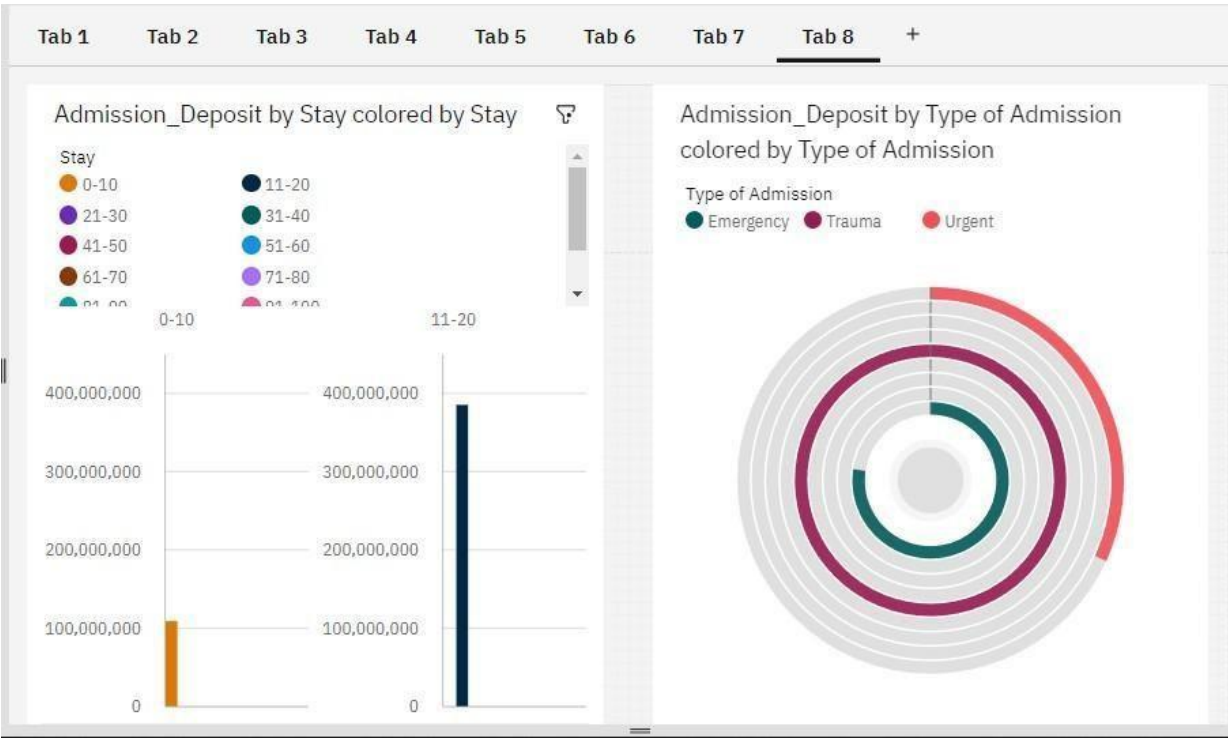 Tab 1 Tab 2 Tab 3 Tab 4 Tab 5 Tab 6 Tab 7 Tab 8 +
Admission_Deposit by Stay colored by Stay
Stay
0-10 11-20
21-30 31-40
41-50 51-60
61-70 71-80
0-10 11-20
400,000,000 400,000,000
300,000,000 300,000,000
200,000,000 200,000,000
100,000,000 100,000,000
0 0
Admission_Deposit by Type of Admission
colored by Type of Admission
Type of Admission
Emergency Trauma Urgent